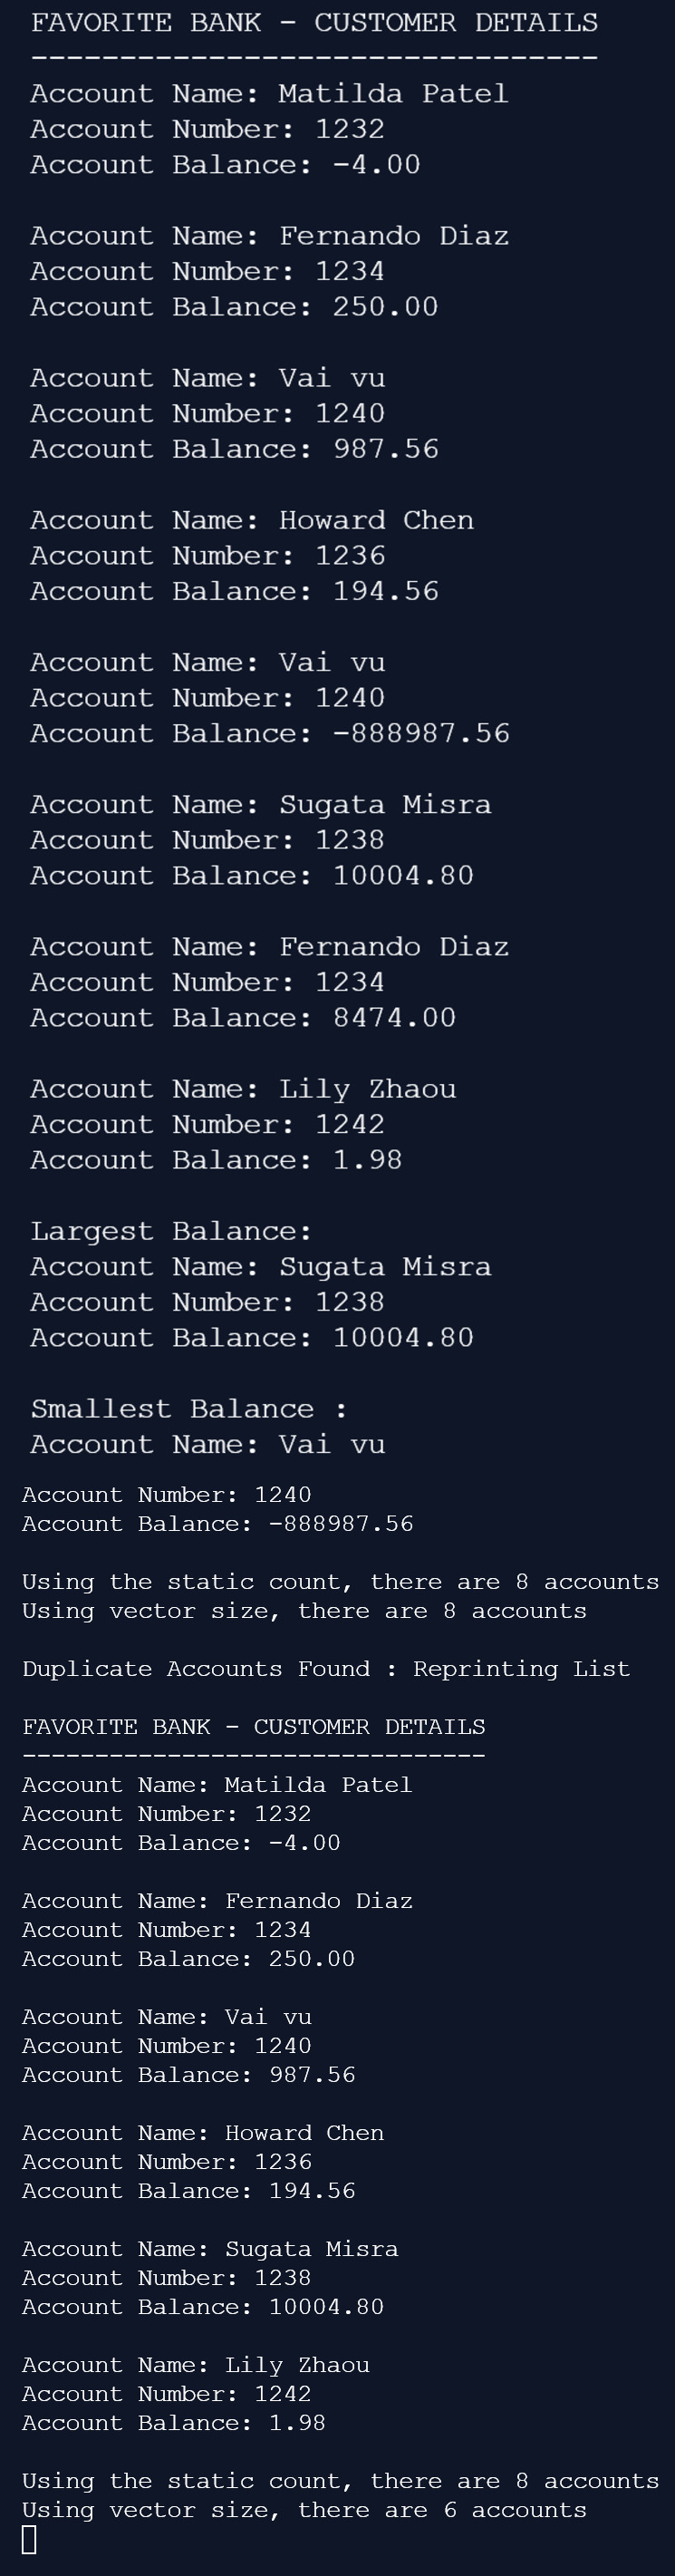 FAVORITE BANK - CUSTOMER DETAILS
--------------------------------
Account Name: Matilda Patel
Account Number: 1232
Account Balance: -4.00

Account Name: Fernando Diaz
Account Number: 1234
Account Balance: 250.00

Account Name: Vai vu
Account Number: 1240
Account Balance: 987.56

Account Name: Howard Chen
Account Number: 1236
Account Balance: 194.56

Account Name: Vai vu
Account Number: 1240
Account Balance: -888987.56

Account Name: Sugata Misra
Account Number: 1238
Account Balance: 10004.80

Account Name: Fernando Diaz
Account Number: 1234
Account Balance: 8474.00

Account Name: Lily Zhaou
Account Number: 1242
Account Balance: 1.98

Largest Balance:
Account Name: Sugata Misra
Account Number: 1238
Account Balance: 10004.80

Smallest Balance :
Account Name: Vai vu
Account Number: 1240
Account Balance: -888987.56

Using the static count, there are 8 accounts
Using vector size, there are 8 accounts

Duplicate Accounts Found : Reprinting List

FAVORITE BANK - CUSTOMER DETAILS
--------------------------------
Account Name: Matilda Patel
Account Number: 1232
Account Balance: -4.00

Account Name: Fernando Diaz
Account Number: 1234
Account Balance: 250.00

Account Name: Vai vu
Account Number: 1240
Account Balance: 987.56

Account Name: Howard Chen
Account Number: 1236
Account Balance: 194.56

Account Name: Sugata Misra
Account Number: 1238
Account Balance: 10004.80

Account Name: Lily Zhaou
Account Number: 1242
Account Balance: 1.98

Using the static count, there are 8 accounts
Using vector size, there are 6 accounts